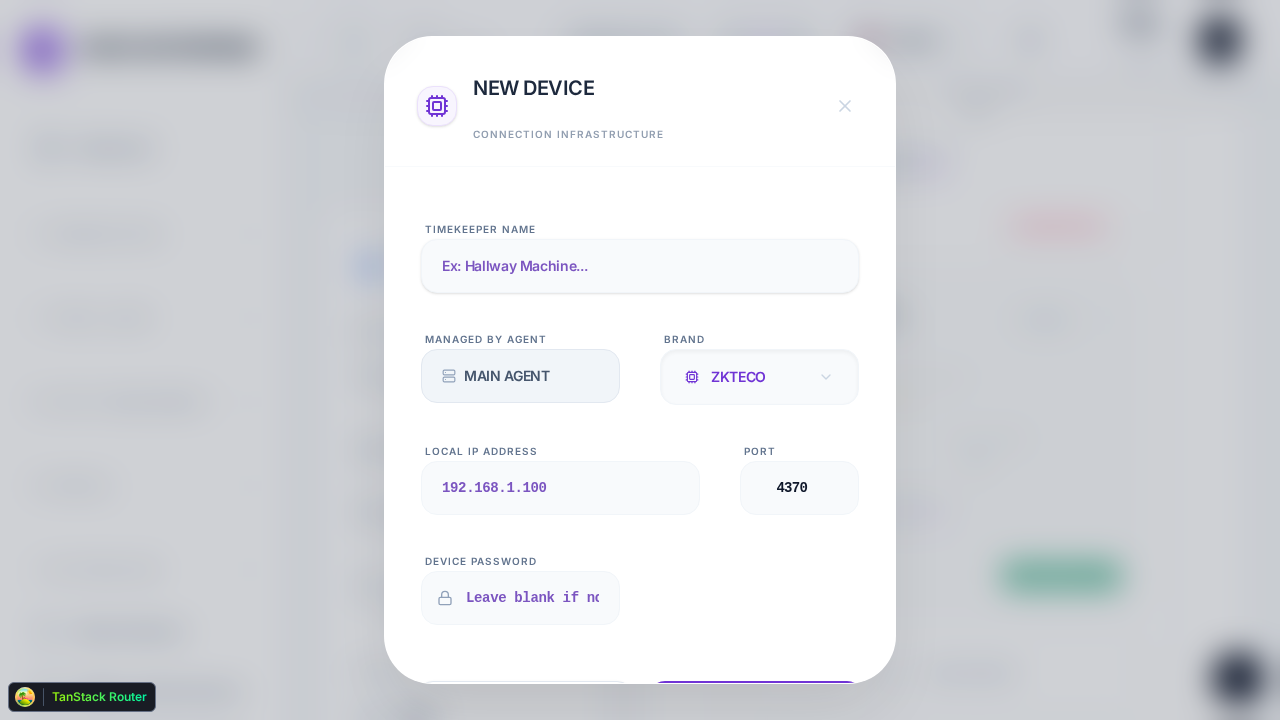 NEW DEVICE
CONNECTION INFRASTRUCTURE
TIMEKEEPER NAME
Ex: Hallway Machine...
MANAGED BY AGENT
BRAND
MAIN AGENT
ZKTECO
LOCAL IP ADDRESS
PORT
192.168.1.100
4370
DEVICE PASSWORD
Leave blank if
TanStack Router